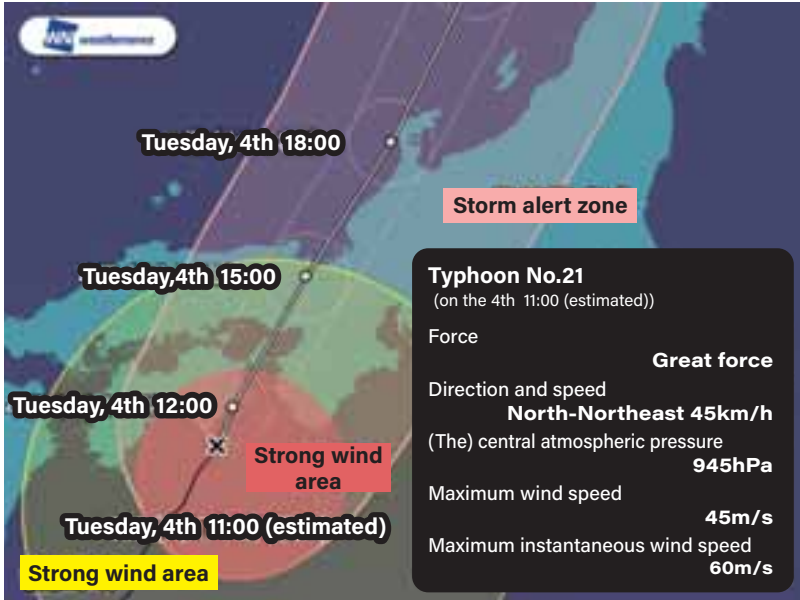 Tuesday, 4th 18:00
Storm alert zone
Tuesday,4th 15:00
Typhoon No.21
(on the 4th 11:00 (estimated))
Force
Great force
Direction and speed
North-Northeast 45km/h
(The) central atmospheric pressure
945hPa
Maximum wind speed
45m/s
Maximum instantaneous wind speed
60m/s
Tuesday, 4th 12:00
Strong wind
area
Tuesday, 4th 11:00 (estimated)
Strong wind area